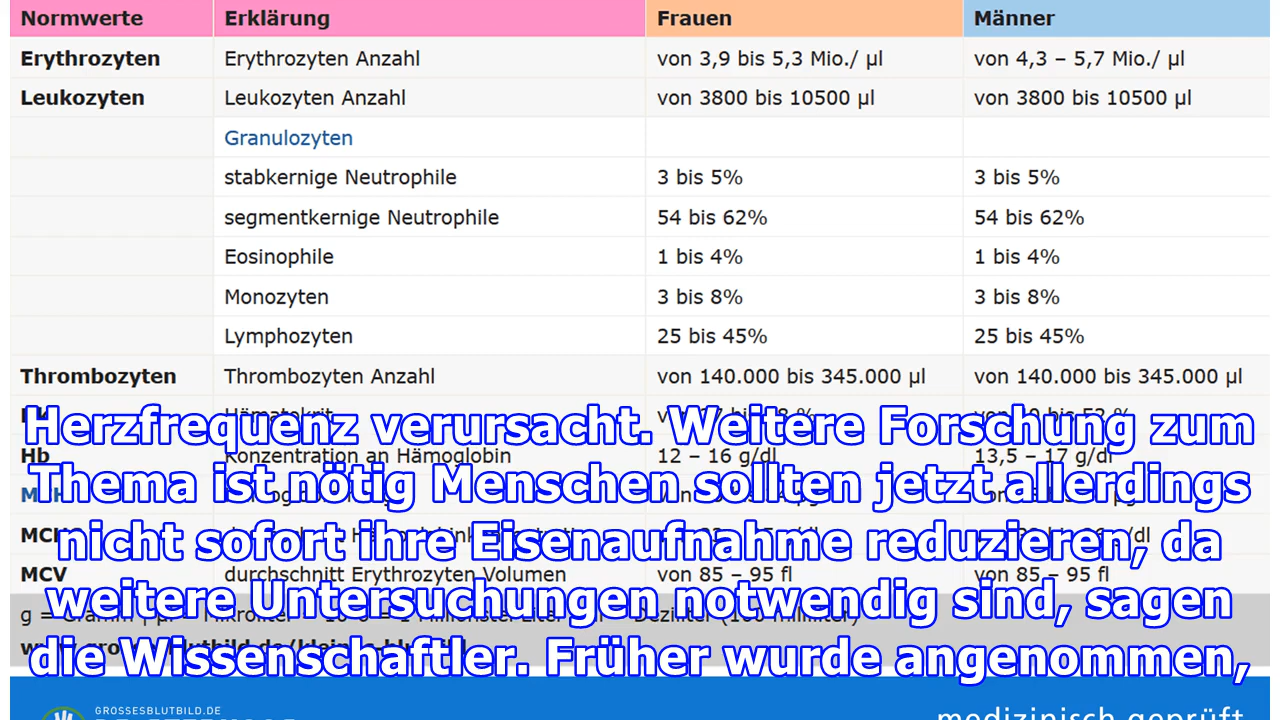 Normwerte Erklärung Frauen Männer
Erythrozyten Erythrozyten Anzahl von 3,9 bis 5,3 Mio./ µl von 4,3 – 5,7 Mio./ µl
Leukozyten Leukozyten Anzahl von 3800 bis 10500 µl von 3800 bis 10500 µl
Granulozyten
stabkernige Neutrophile 3 bis 5% 3 bis 5%
segmentkernige Neutrophile 54 bis 62% 54 bis 62%
Eosinophile 1 bis 4% 1 bis 4%
Monozyten 3 bis 8% 3 bis 8%
Lymphozyten 25 bis 45% 25 bis 45%
Thrombozyten Thrombozyten Anzahl von 140.000 bis 345.000 µl von 140.000 bis 345.000 µl
Herzfrequenz verursacht. Weitere Forschung zum
Hb Konzentration an Hämoglobin 12 – 16 g/dl 13,5 – 17 g/dl
Thema ist nötig Menschen sollten jetzt allerdings
nicht sofort ihre Eisenaufnahme reduzieren, da
MCV durchschnitt Erythrozyten Volumen von 85 – 95 fl von 85 – 95 fl
weitere Untersuchungen notwendig sind, sagen
die Wissenschaftler. Früher wurde angenommen,
GROSSESBLUTBILD.DE
medizinisch geprüft